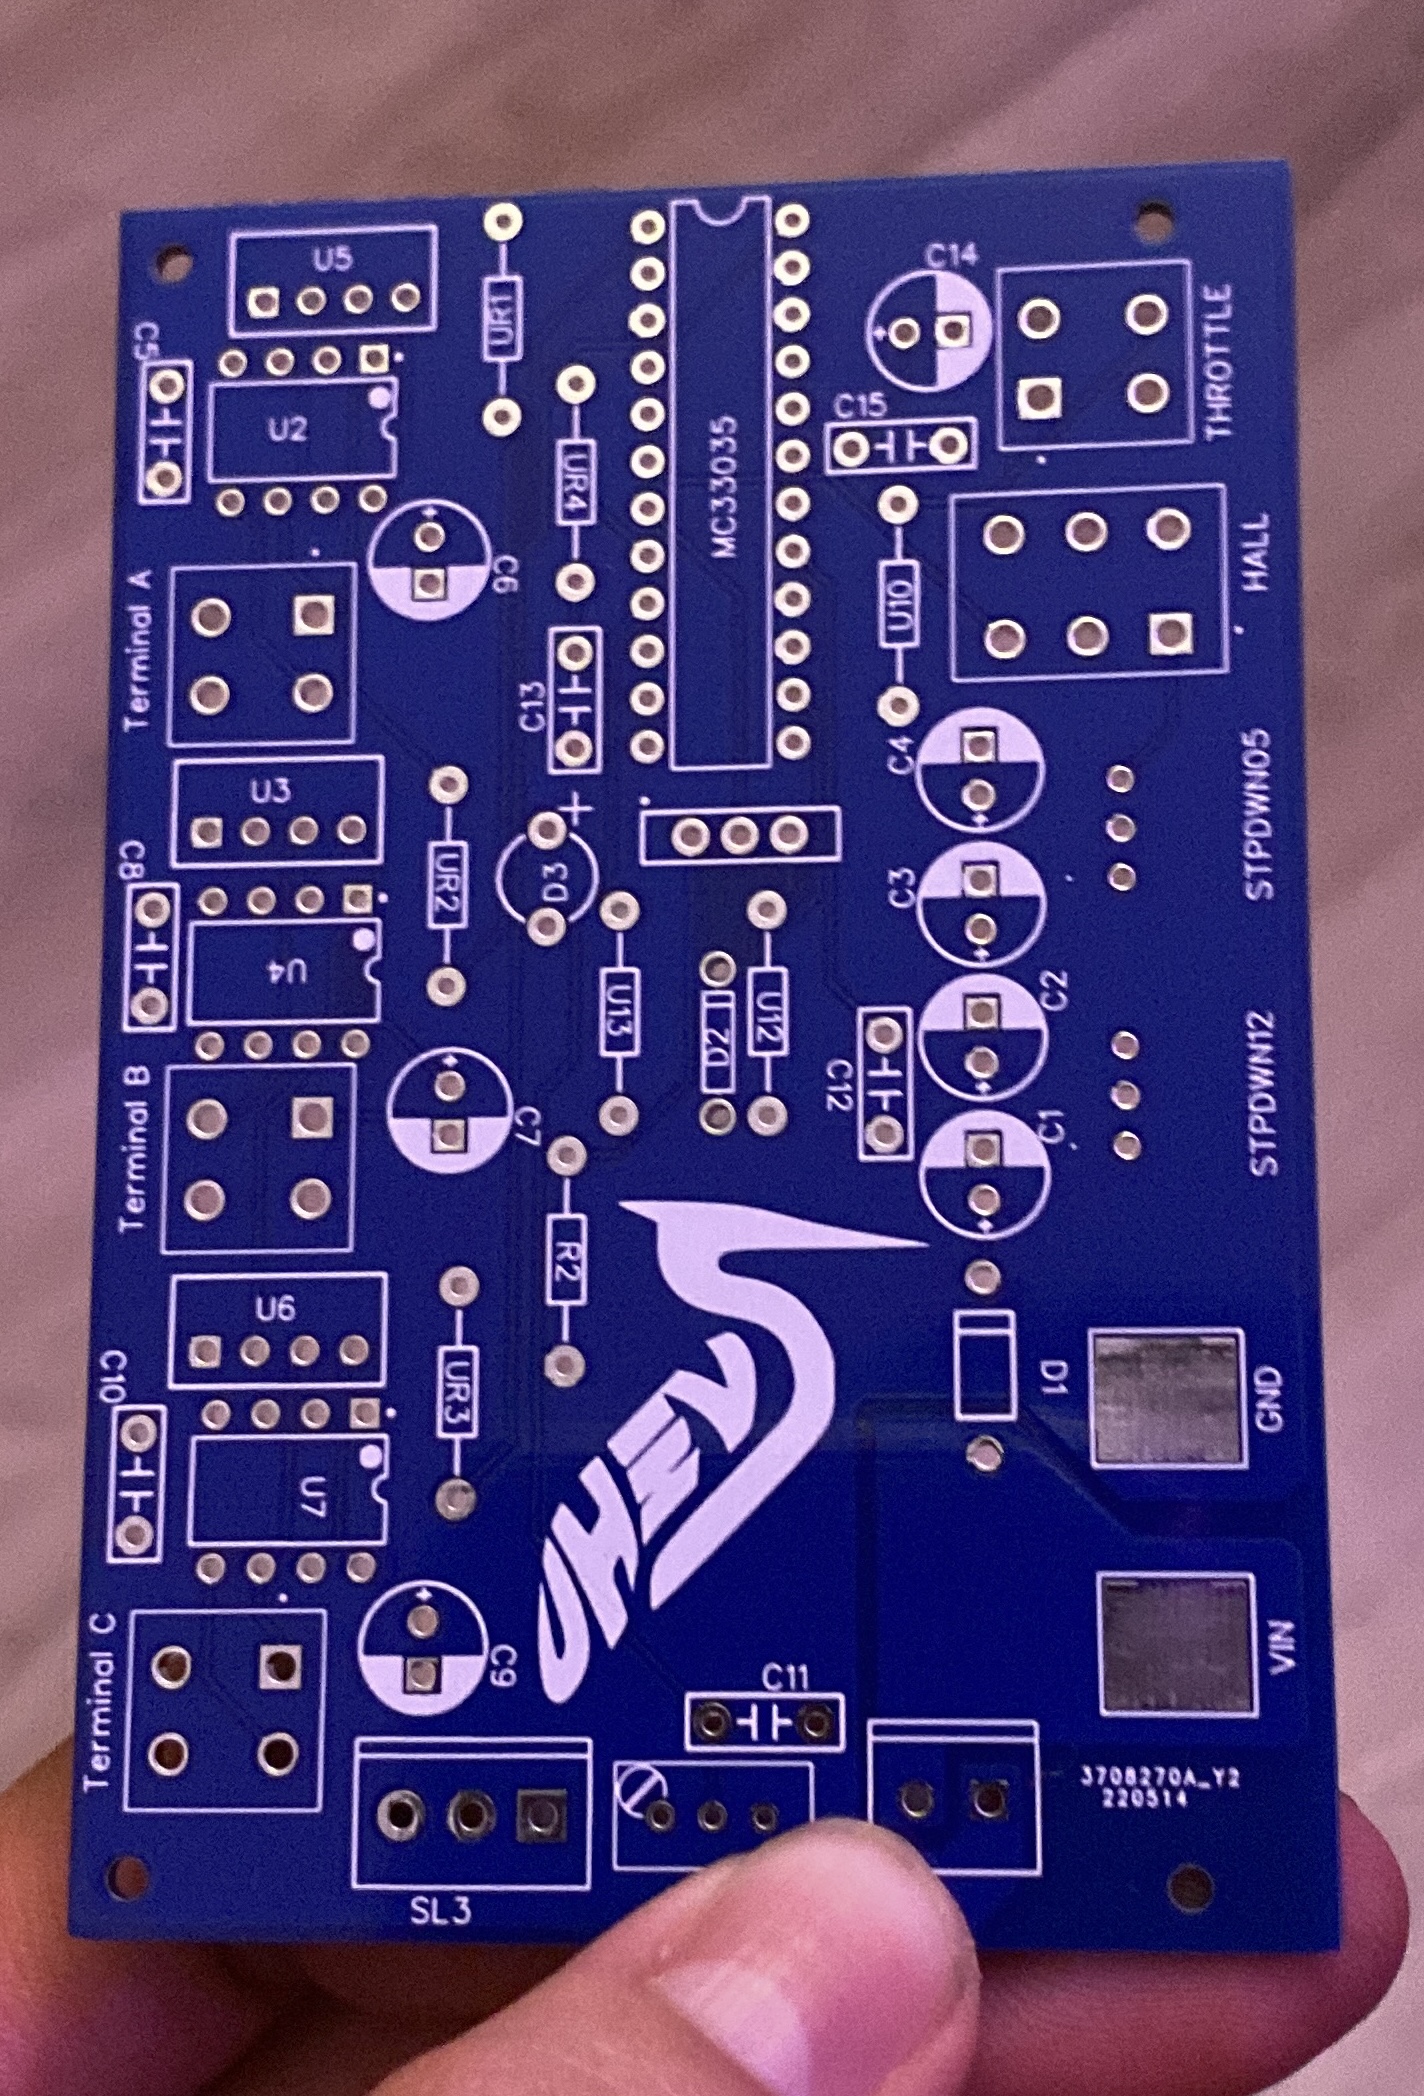 U5
UR1
C14
C5
U2
UR4
MC33035
C15
THROTTLE
C6
U10
HALL
Terminal A
C13
C4
STPDWN05
U3
C8
UR2
+
D3
C3
U4
U13
D2
U12
C2
C12
STPDWN12
Terminal B
C7
C1
R2
U6
C10
UR3
D1
GND
U7
VIN
Terminal C
C9
C11
3708270A_Y2
220514
SL3